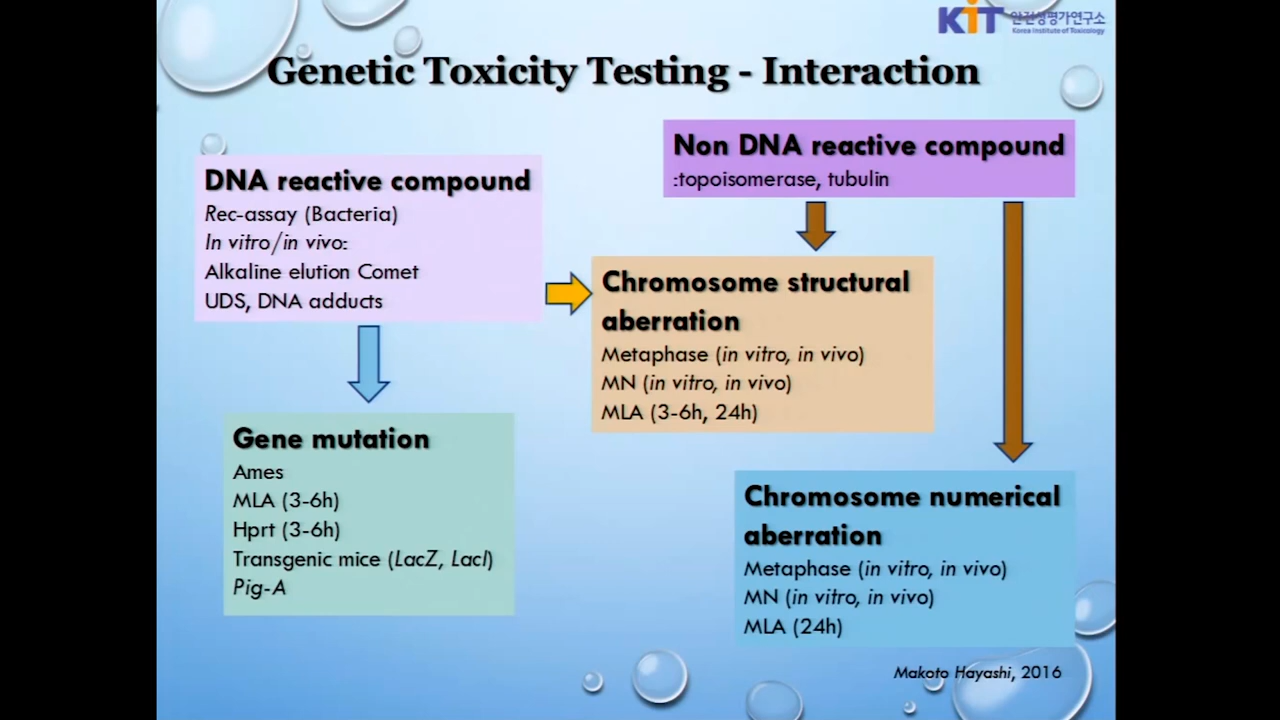 KIT 안전성평가연구소
Korea Institute of Toxicology
Genetic Toxicity Testing - Interaction
DNA reactive compound
Rec-assay (Bacteria)
In vitro/in vivo:
Alkaline elution Comet
UDS, DNA adducts
Non DNA reactive compound
:topoisomerase, tubulin
Chromosome structural
aberration
Metaphase (in vitro, in vivo)
MN (in vitro, in vivo)
MLA (3-6h, 24h)
Gene mutation
Ames
MLA (3-6h)
Hprt (3-6h)
Transgenic mice (LacZ, LacI)
Pig-A
Chromosome numerical
aberration
Metaphase (in vitro, in vivo)
MN (in vitro, in vivo)
MLA (24h)
Makoto Hayashi, 2016